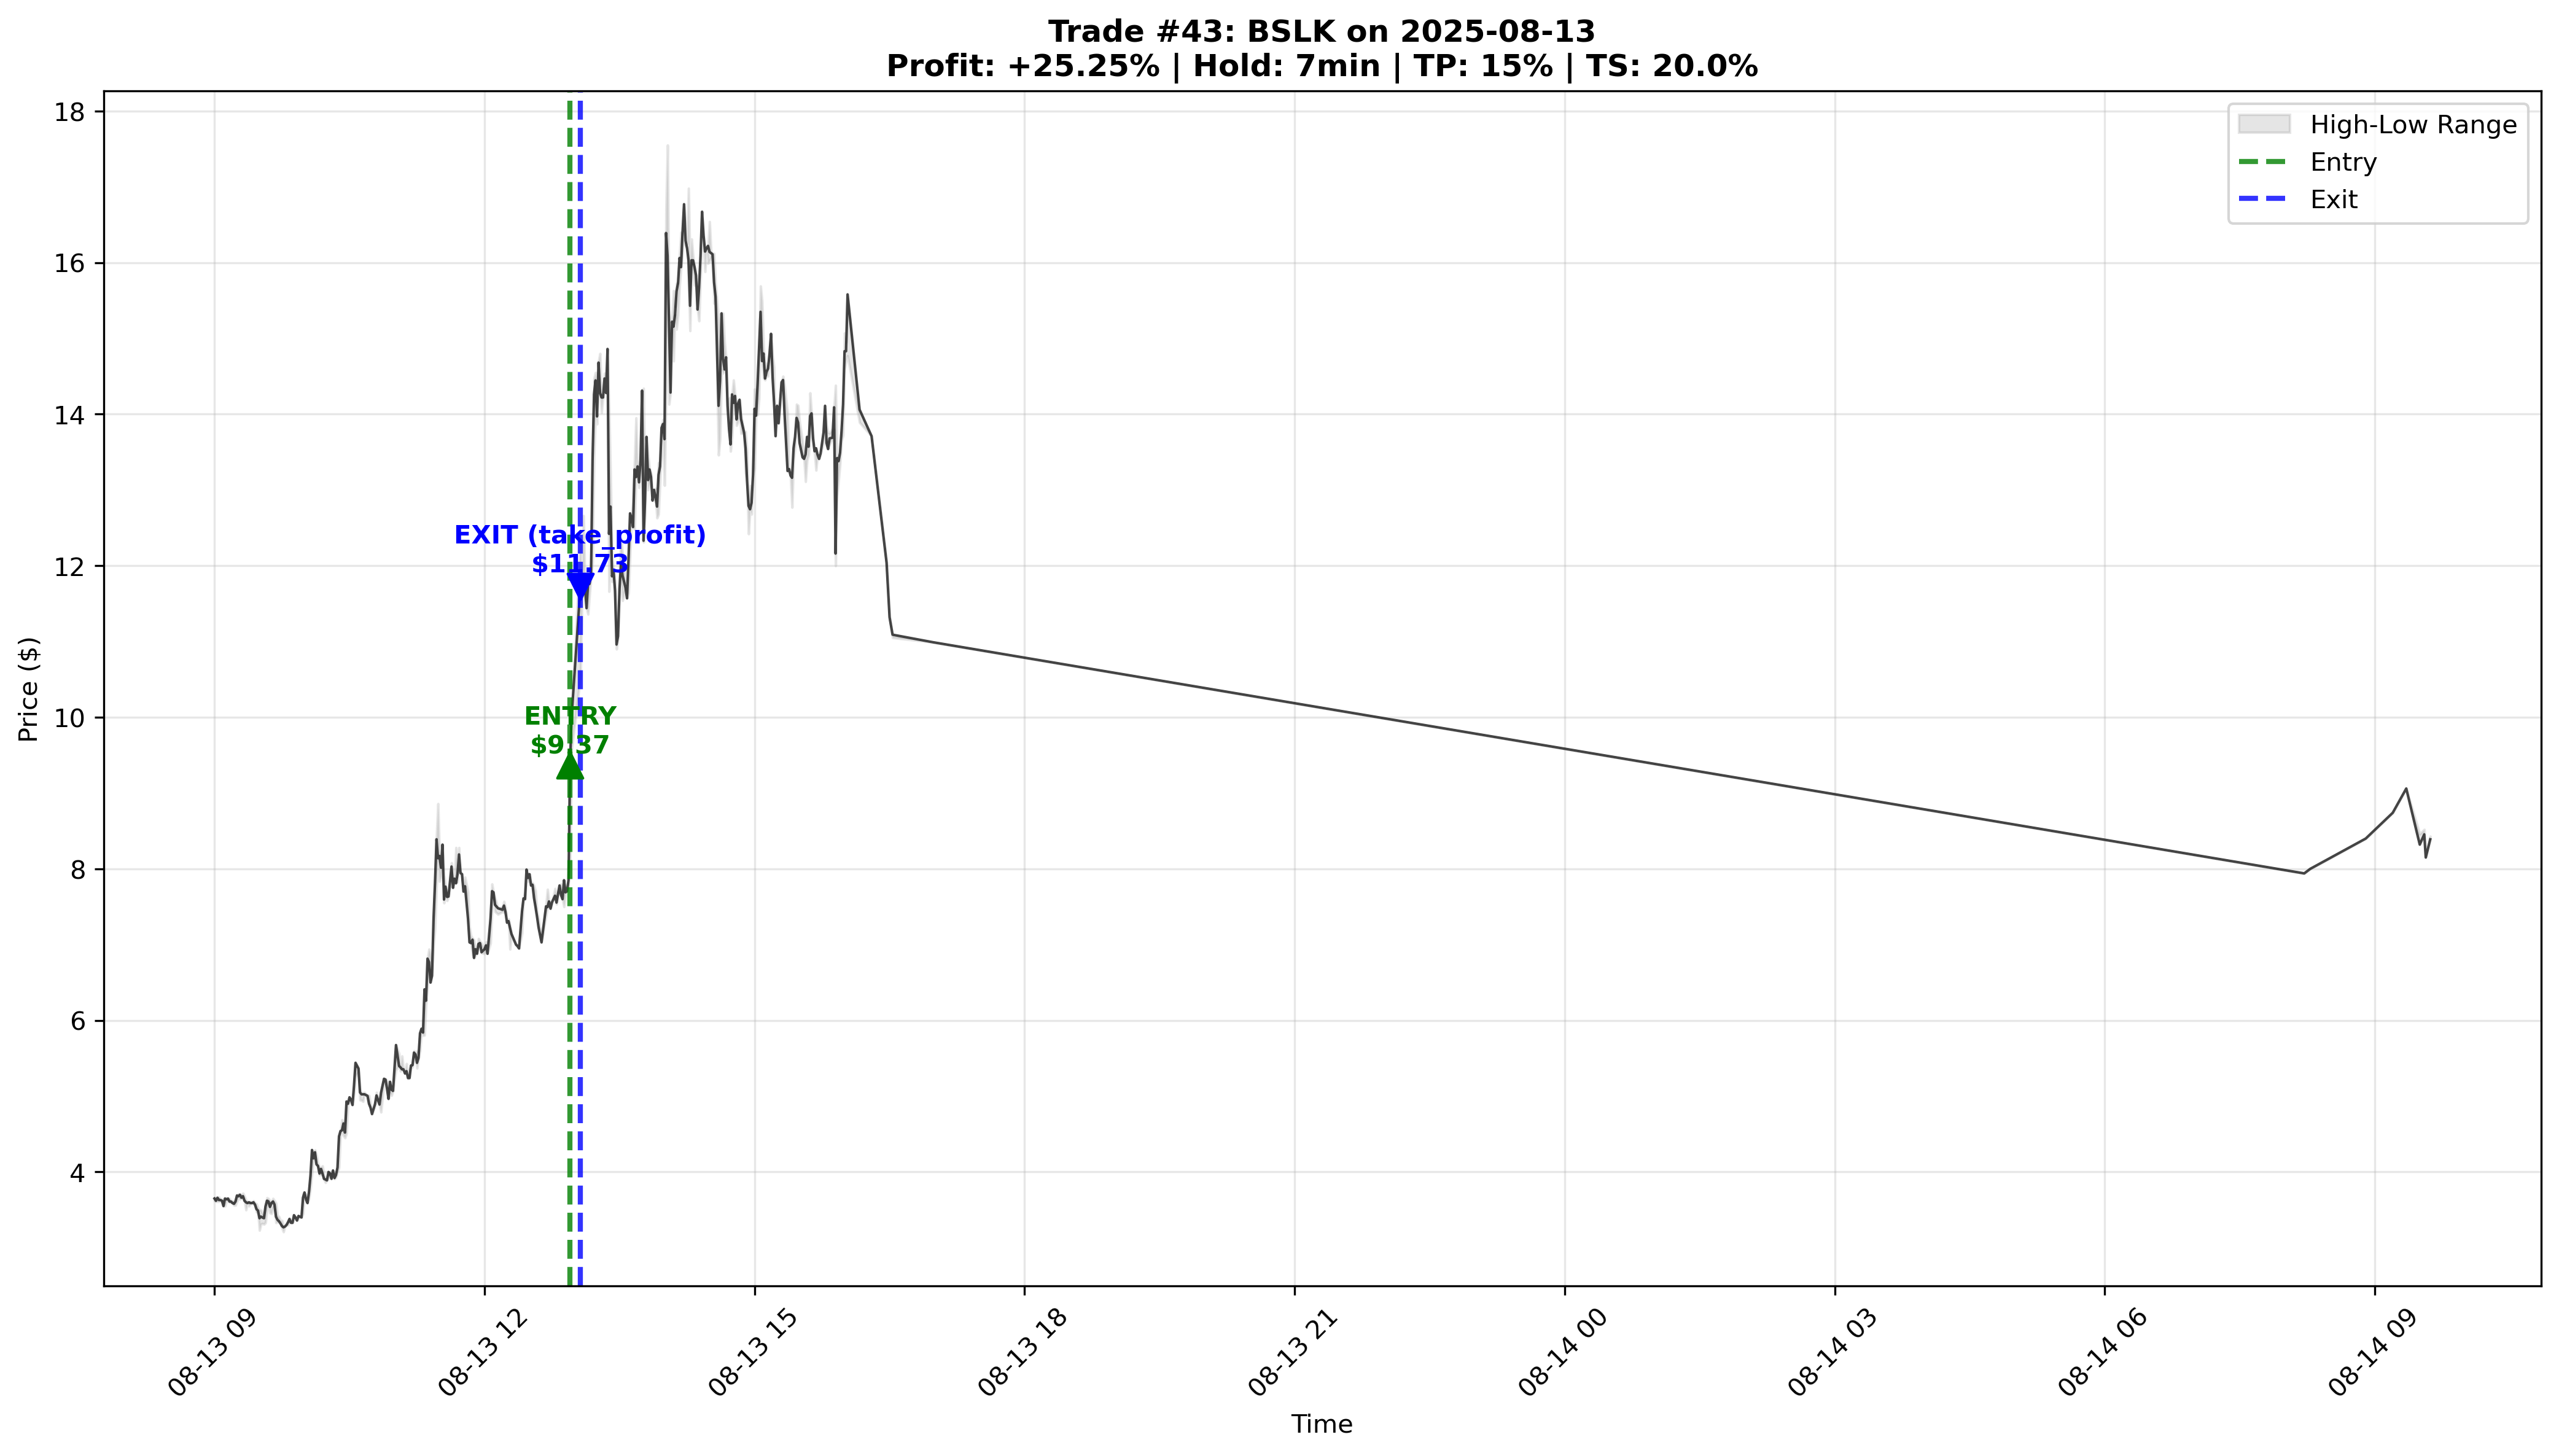 Trade #43: BSLK on 2025-08-13
Profit: +25.25% | Hold: 7min | TP: 15% | TS: 20.0%
High-Low Range
Entry
Exit
18
16
14
12
10
8
6
4
Price ($)
EXIT (take_profit)
$11.73
ENTRY
$9.37
08-13 09
08-13 12
08-13 15
08-13 18
08-13 21
08-14 00
08-14 03
08-14 06
08-14 09
Time